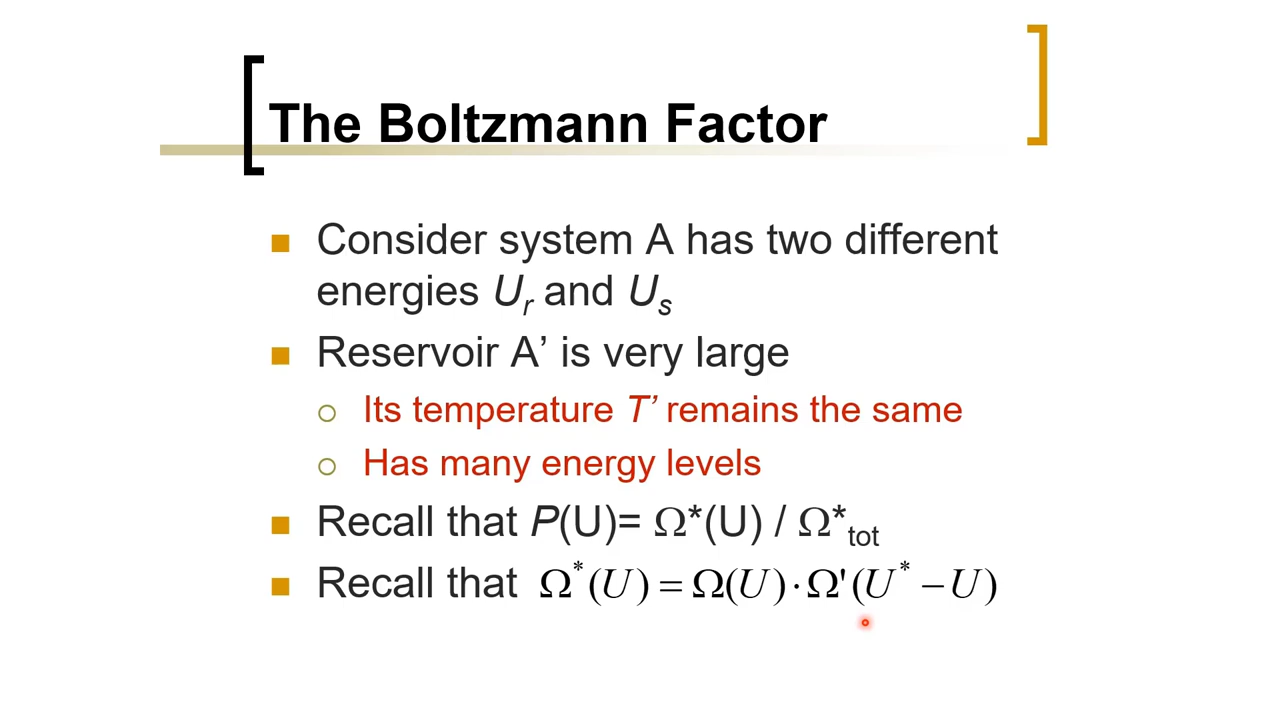 The Boltzmann Factor
Consider system A has two different
energies Uᵣ and Uₛ
Reservoir A’ is very large
Its temperature T’ remains the same
Has many energy levels
Recall that P(U)= Ω*(U) / Ω*tot
Recall that Ω*(U) = Ω(U) · Ω'(U* − U)